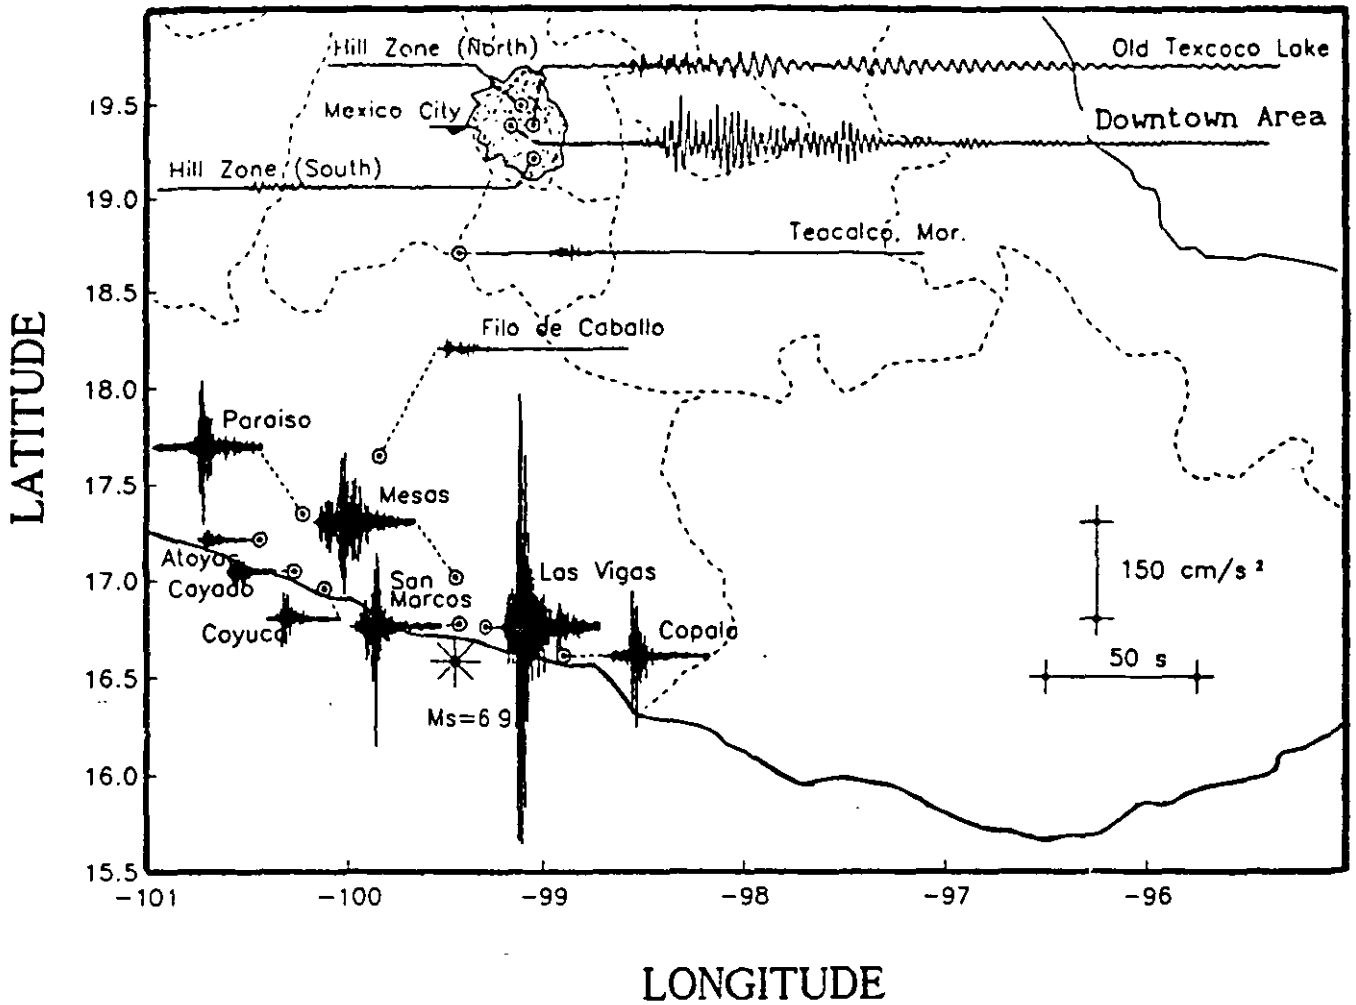 Hill Zone (North)
Old Texcoco Lake
19.5
Mexico City
Downtown Area
Hill Zone, (South)
19.0
Teacalco, Mor.
18.5
Filo de Caballo
18.0
Paraiso
Mesas
17.5
Atoyac
17.0
Cayado
San
Marcos
Las Vigas
150 cm/s²
Coyuca
Copala
50 s
16.5
Ms=6 9
16.0
15.5
-101
-100
-99
-98
-97
-96
LATITUDE
LONGITUDE